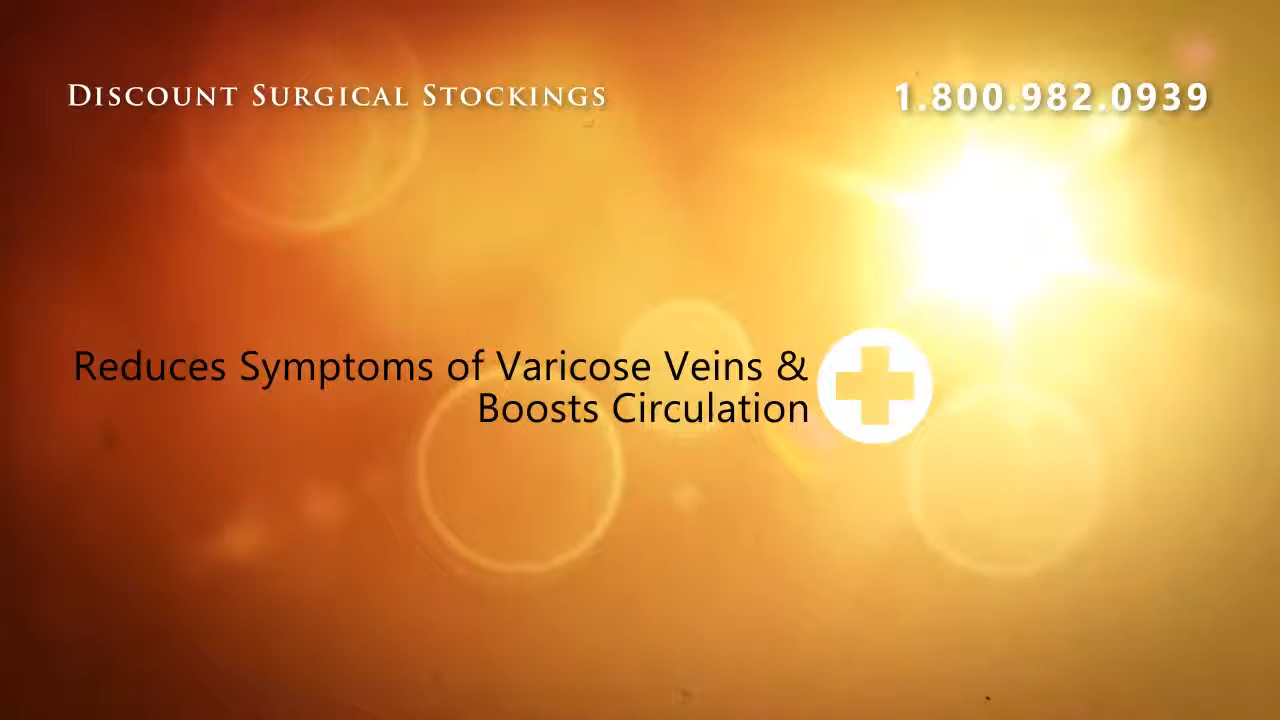 Discount Surgical Stockings
1.800.982.0939
Reduces Symptoms of Varicose Veins &
Boosts Circulation